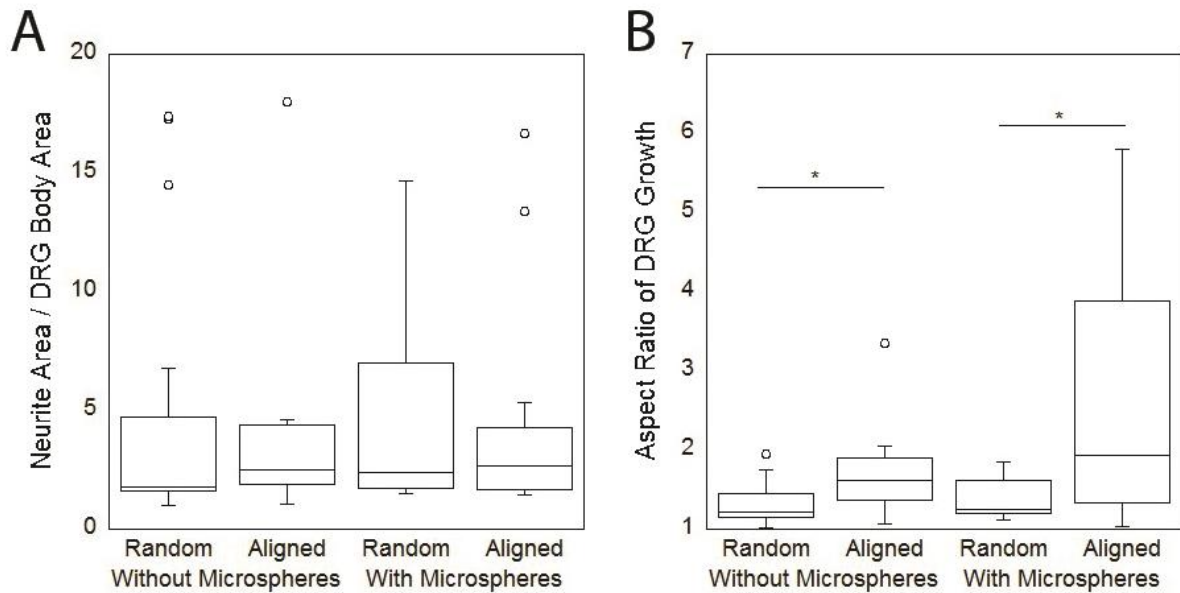 A
Neurite Area / DRG Body Area
20
15
10
5
0
Random Aligned Random Aligned
Without Microspheres With Microspheres
B
Aspect Ratio of DRG Growth
7
6
5
4
3
2
1
*
*
Random Aligned Random Aligned
Without Microspheres With Microspheres